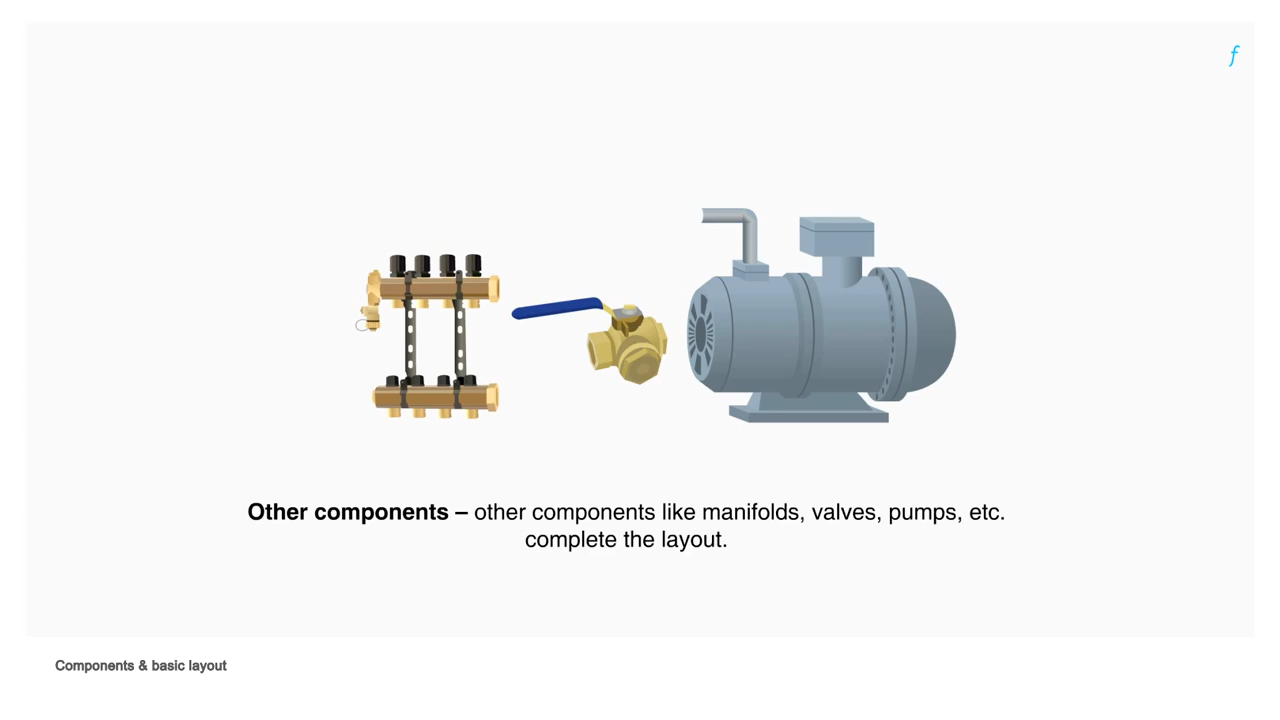 f
Other components – other components like manifolds, valves, pumps, etc.
complete the layout.
Components & basic layout